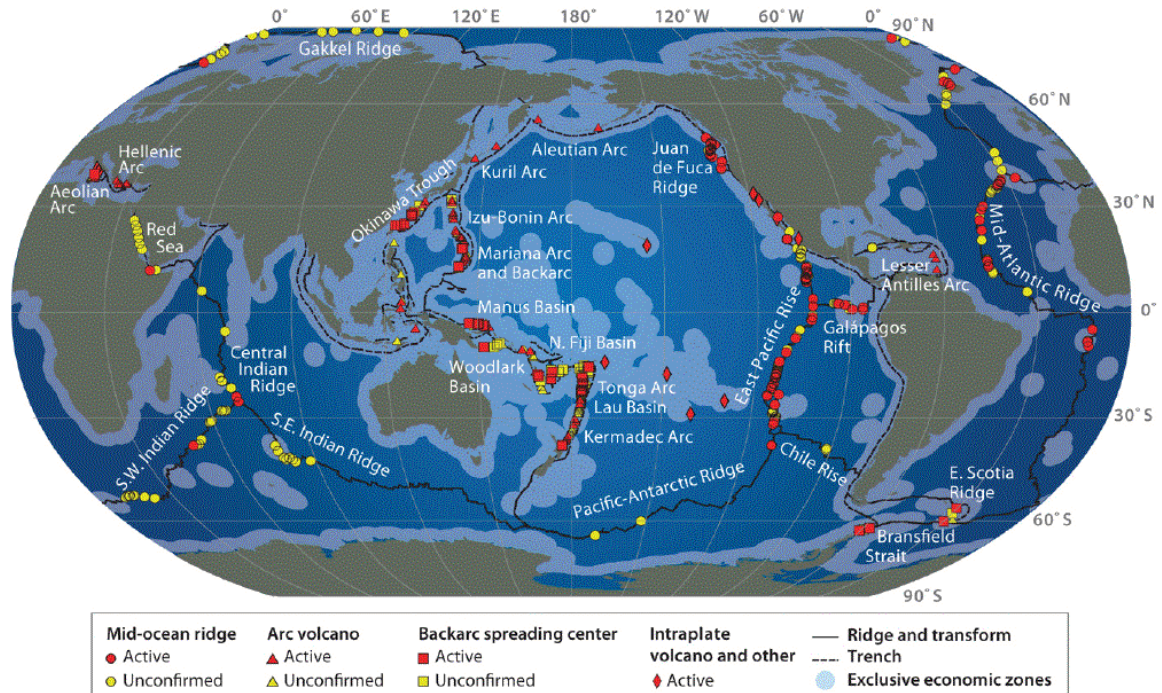 0° 60°E 120°E 180° 120°W 60°W 0°
90°N
Gakkel Ridge
60°N
Hellenic
Arc
Aeolian
Arc
Aleutian Arc
Juan
de Fuca
Ridge
Kuril Arc
Okinawa Trough
30°N
Izu-Bonin Arc
Red
Sea
Mid-Atlantic Ridge
Mariana Arc
and Backarc
Lesser
Antilles Arc
Manus Basin
0°
East Pacific Rise
Galápagos
Rift
N. Fiji Basin
Central
Indian
Ridge
Woodlark
Basin
Tonga Arc
Lau Basin
30°S
S.W. Indian Ridge
S.E. Indian Ridge
Kermadec Arc
Chile Rise
Pacific-Antarctic Ridge
E. Scotia
Ridge
60°S
Bransfield
Strait
90°S
Mid-ocean ridge
Active
Unconfirmed
Arc volcano
Active
Unconfirmed
Backarc spreading center
Active
Unconfirmed
Intraplate
volcano and other
Active
Ridge and transform
Trench
Exclusive economic zones